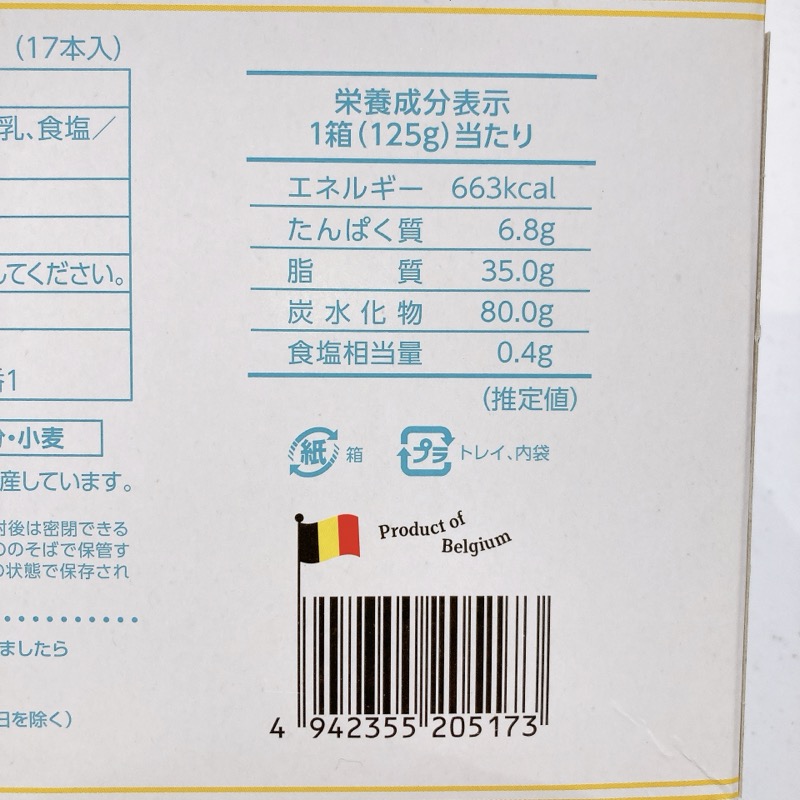 (17本入)
乳、食塩／
してください。
番1
分・小麦
産しています。
封後は密閉できる
ののそばで保管す
の状態で保存され
ましたら
日を除く)
栄養成分表示
1箱(125g)当たり
エネルギー 663kcal
たんぱく質 6.8g
脂質 35.0g
炭水化物 80.0g
食塩相当量 0.4g
(推定値)
紙 箱 プラ トレイ、内袋
Product of
Belgium
4 942355 205173